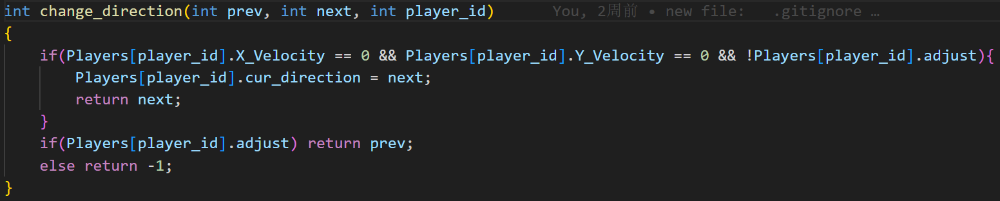 int change_direction(int prev, int next, int player_id) You, 2周前 • new file: .gitignore …
{
    if(Players[player_id].X_Velocity == 0 && Players[player_id].Y_Velocity == 0 && !Players[player_id].adjust){
        Players[player_id].cur_direction = next;
        return next;
    }
    if(Players[player_id].adjust) return prev;
    else return -1;
}